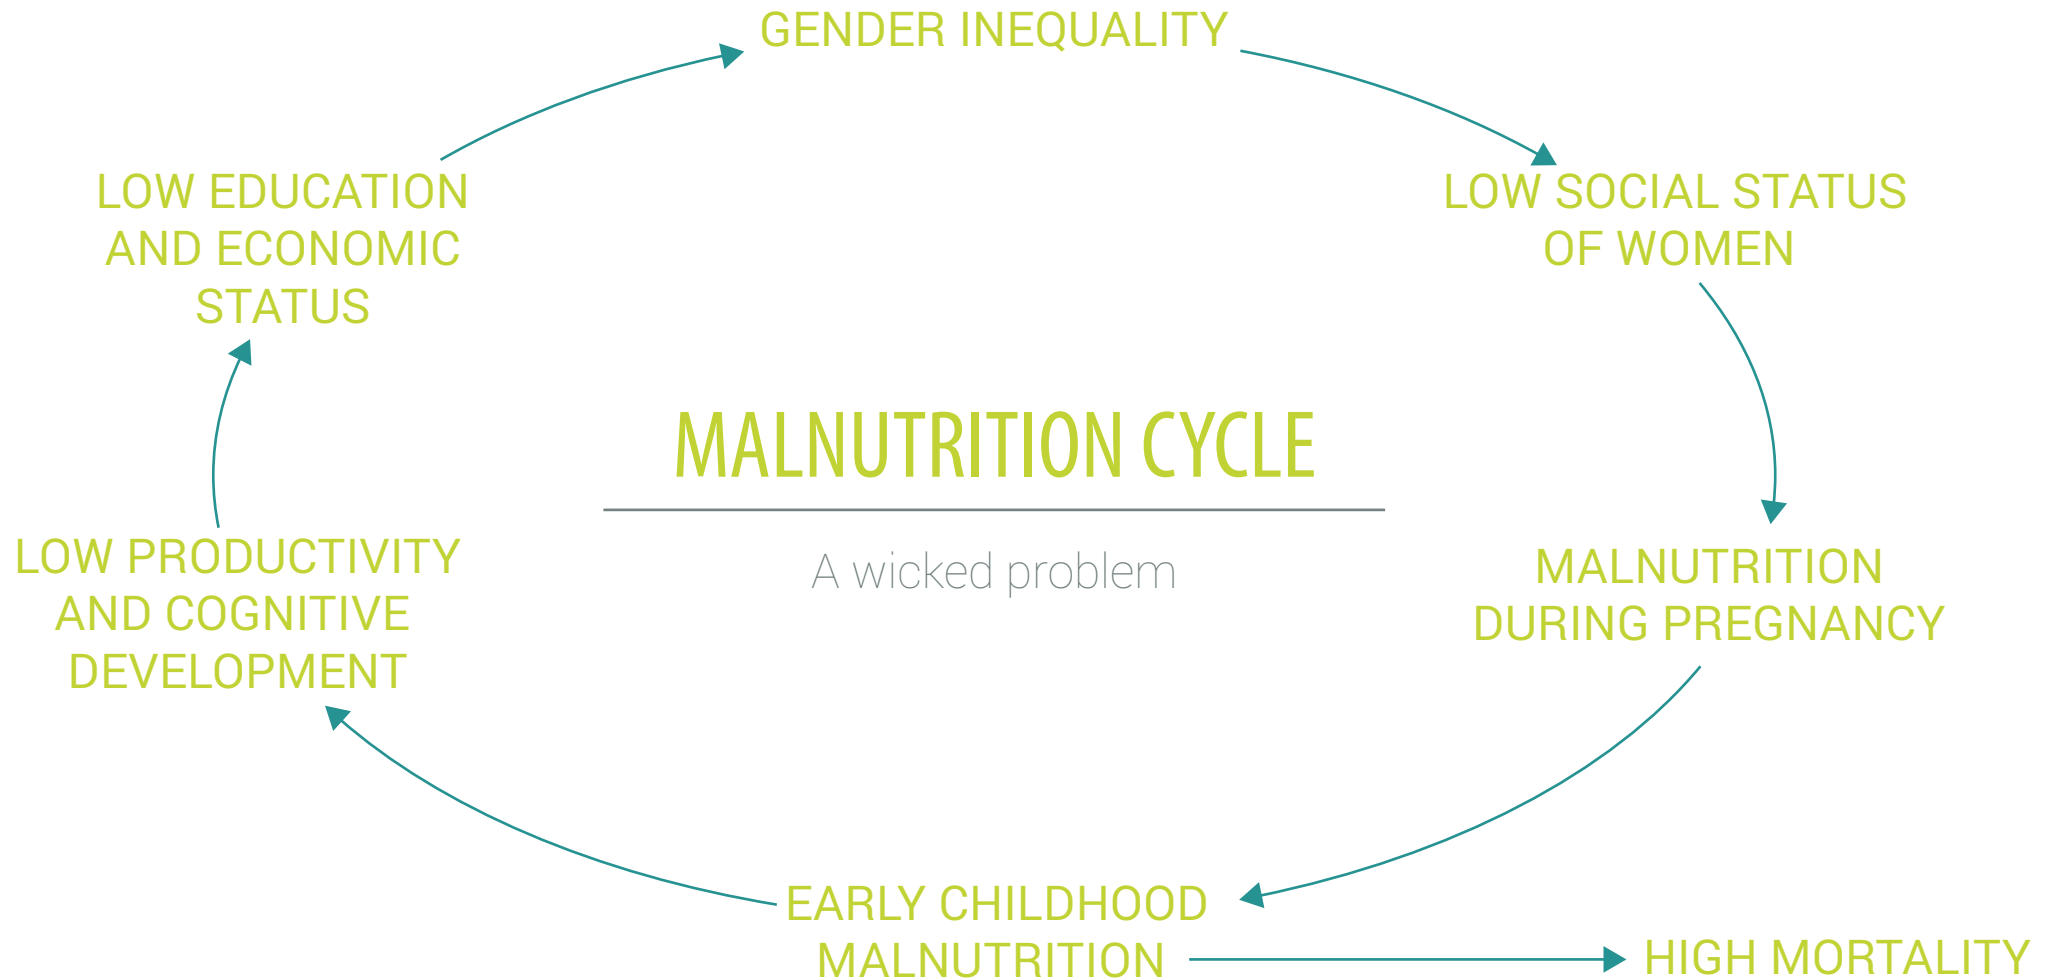 GENDER INEQUALITY
LOW SOCIAL STATUS
OF WOMEN
MALNUTRITION
DURING PREGNANCY
EARLY CHILDHOOD
MALNUTRITION
HIGH MORTALITY
LOW PRODUCTIVITY
AND COGNITIVE
DEVELOPMENT
LOW EDUCATION
AND ECONOMIC
STATUS
MALNUTRITION CYCLE
A wicked problem